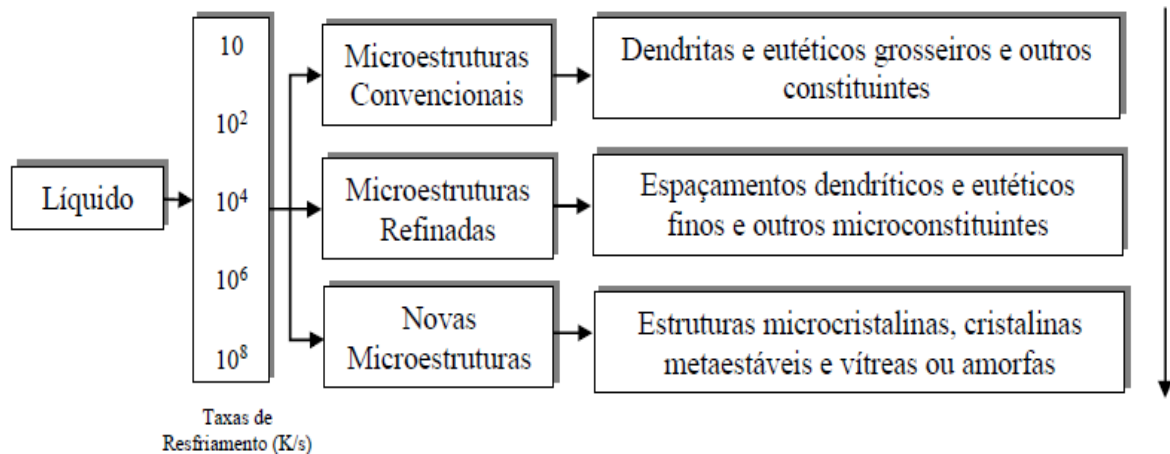 Líquido
10
10²
10⁴
10⁶
10⁸
Taxas de
Resfriamento (K/s)
Microestruturas
Convencionais
Dendritas e eutéticos grosseiros e outros
constituintes
Microestruturas
Refinadas
Espaçamentos dendríticos e eutéticos
finos e outros microconstituintes
Novas
Microestruturas
Estruturas microcristalinas, cristalinas
metaestáveis e vítreas ou amorfas